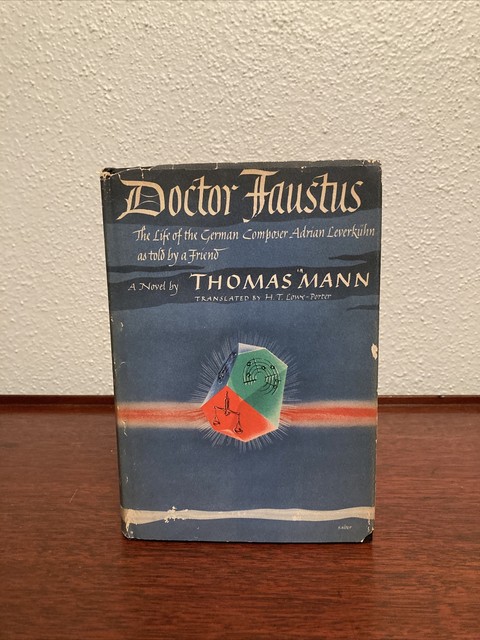 Doctor Faustus
The Life of the German Composer Adrian Leverkühn
as told by a Friend
A Novel by THOMAS MANN
TRANSLATED BY H. T. Lowe-Porter